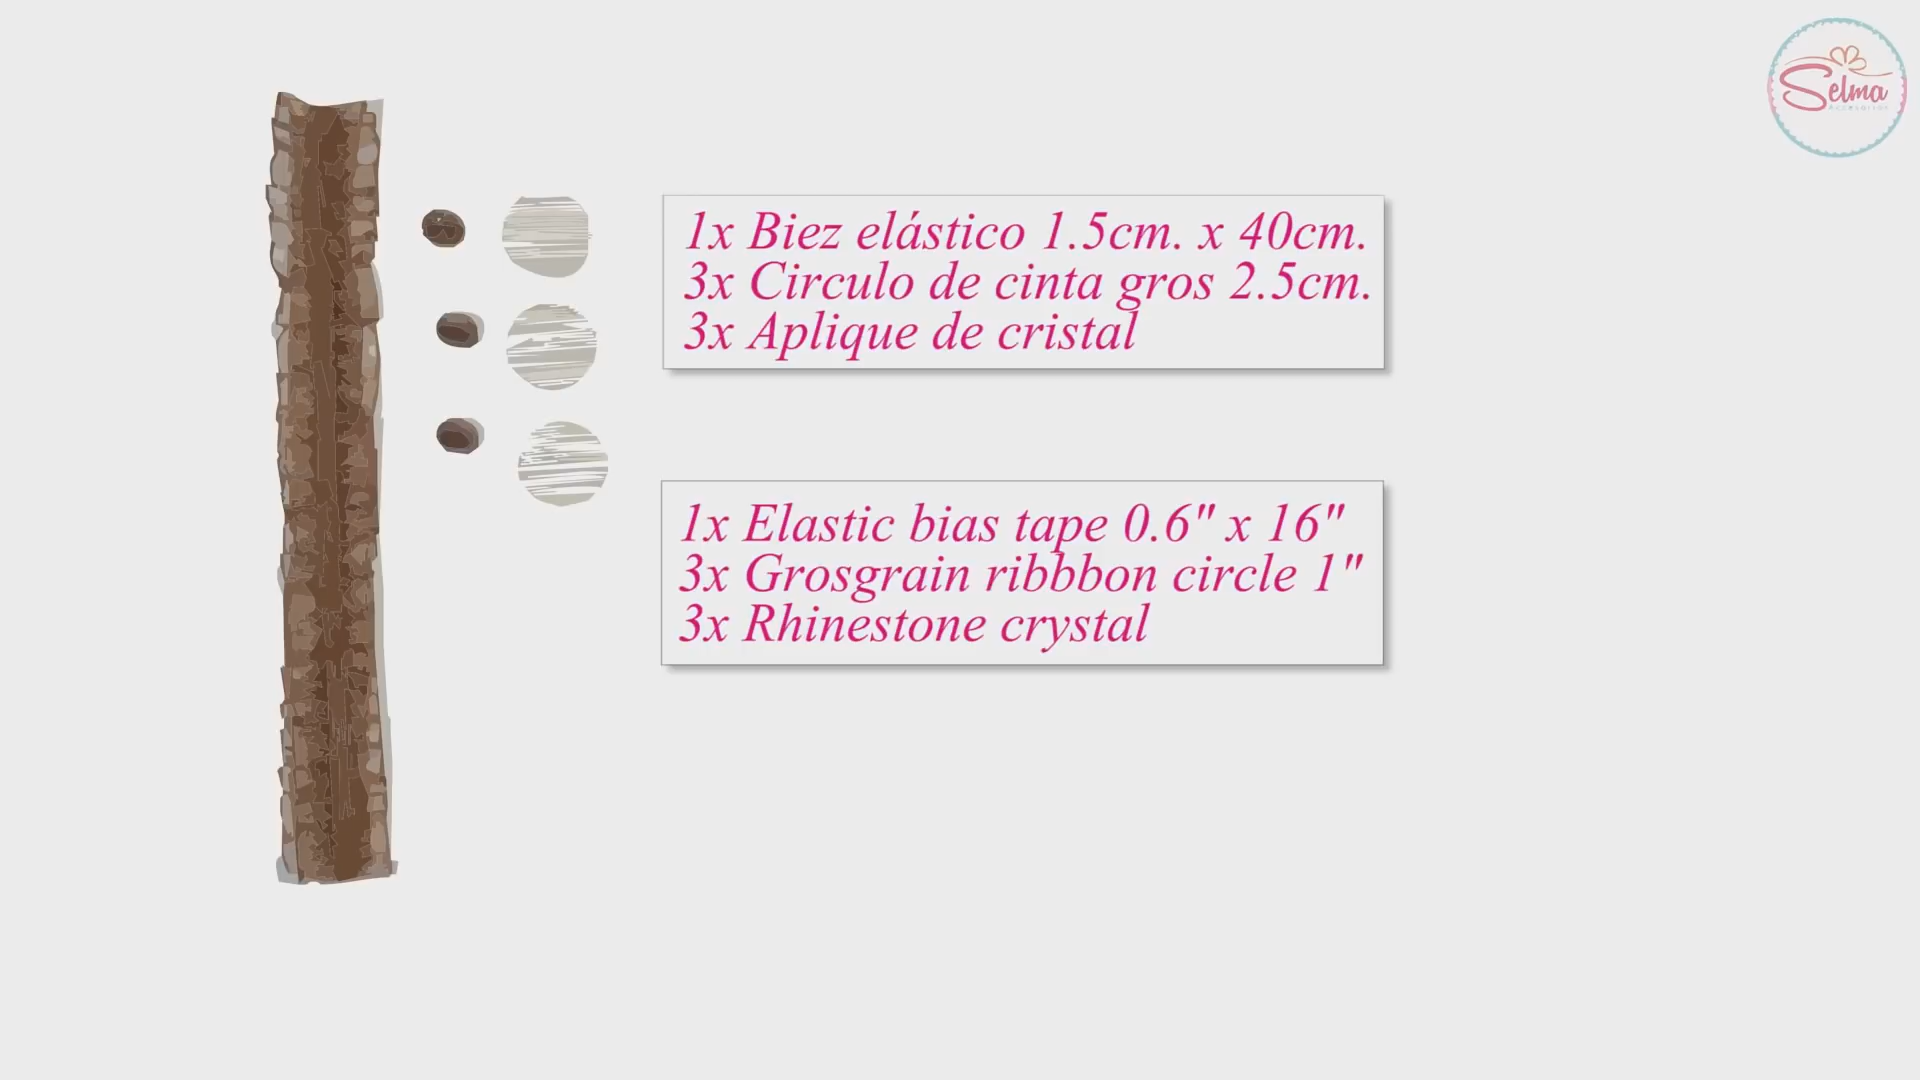 Selma
Accesorios
1x Biez elástico 1.5cm. x 40cm.
3x Circulo de cinta gros 2.5cm.
3x Aplique de cristal
1x Elastic bias tape 0.6" x 16"
3x Grosgrain ribbbon circle 1"
3x Rhinestone crystal